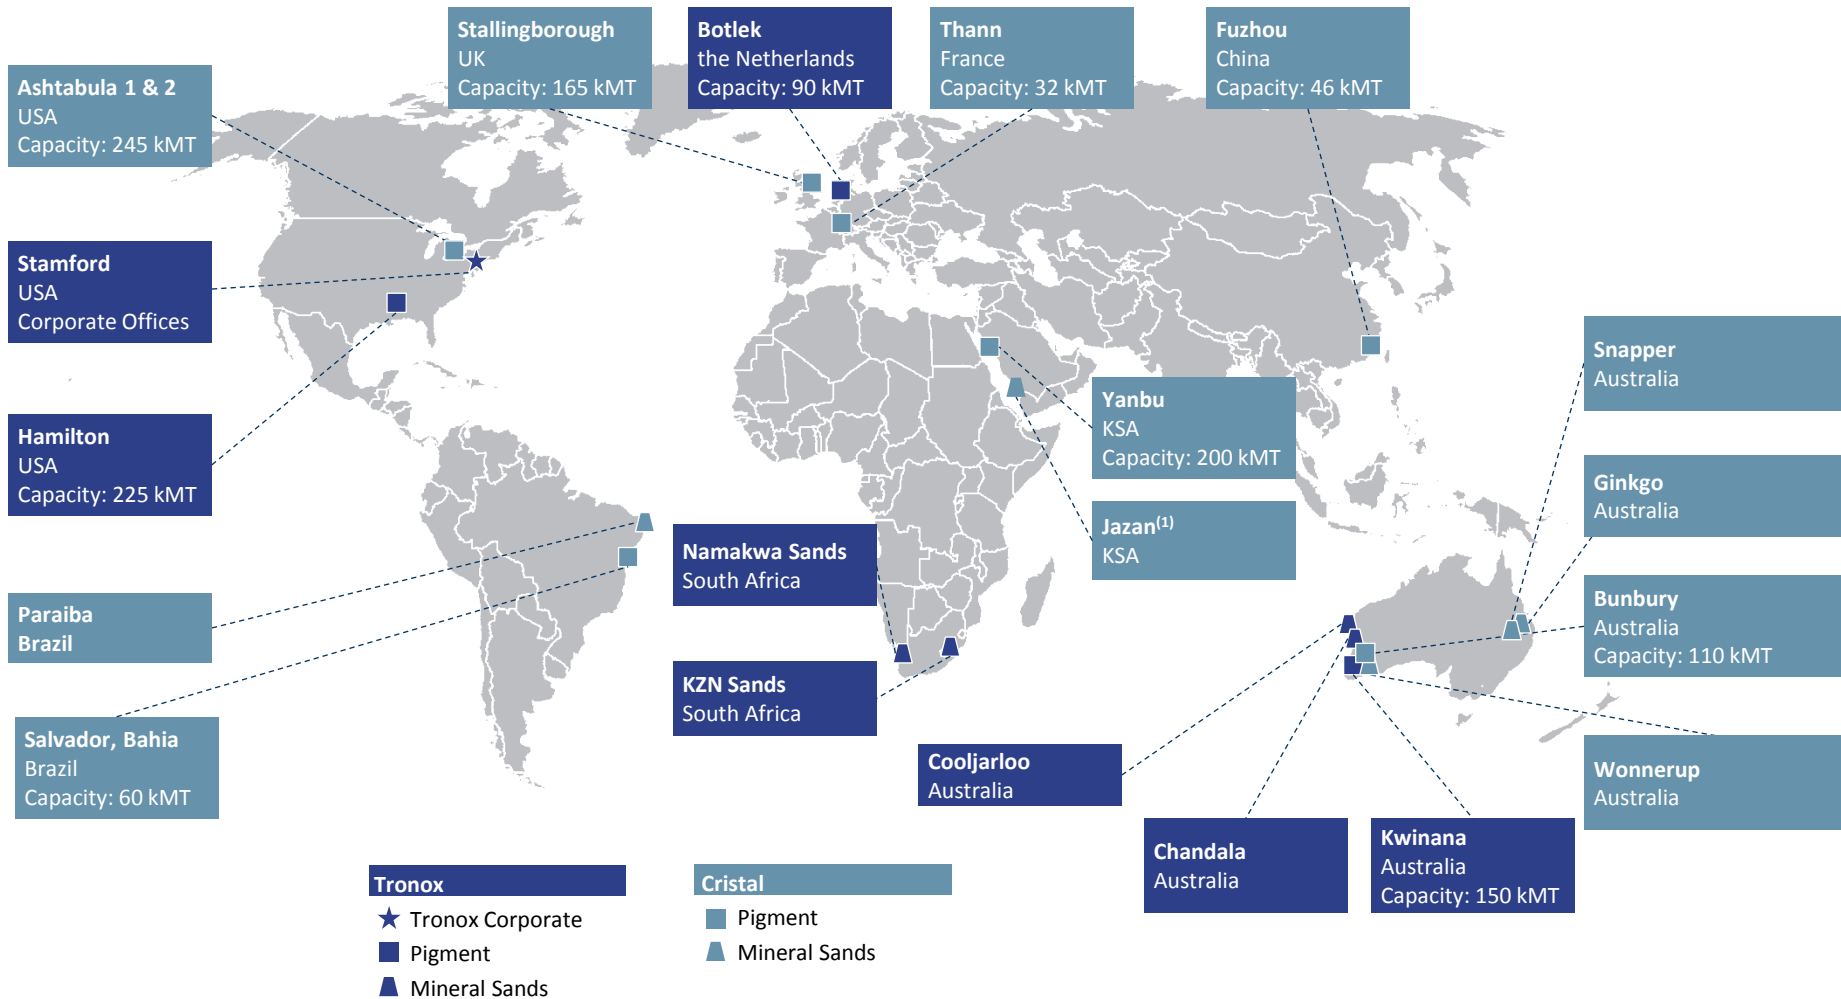 Stallingborough
UK
Capacity: 165 kMT
Botlek
the Netherlands
Capacity: 90 kMT
Thann
France
Capacity: 32 kMT
Fuzhou
China
Capacity: 46 kMT
Ashtabula 1 & 2
USA
Capacity: 245 kMT
Stamford
USA
Corporate Offices
Hamilton
USA
Capacity: 225 kMT
Snapper
Australia
Yanbu
KSA
Capacity: 200 kMT
Ginkgo
Australia
Jazan(1)
KSA
Namakwa Sands
South Africa
Paraiba
Brazil
Bunbury
Australia
Capacity: 110 kMT
KZN Sands
South Africa
Salvador, Bahia
Brazil
Capacity: 60 kMT
Cooljarloo
Australia
Wonnerup
Australia
Chandala
Australia
Kwinana
Australia
Capacity: 150 kMT
Tronox
Tronox Corporate
Pigment
Mineral Sands
Cristal
Pigment
Mineral Sands